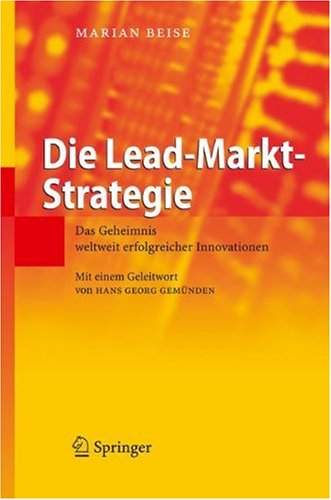 MARIAN BEISE
Die Lead-Markt-
Strategie
Das Geheimnis
weltweit erfolgreicher Innovationen
Mit einem Geleitwort
von HANS GEORG GEMÜNDEN
Springer